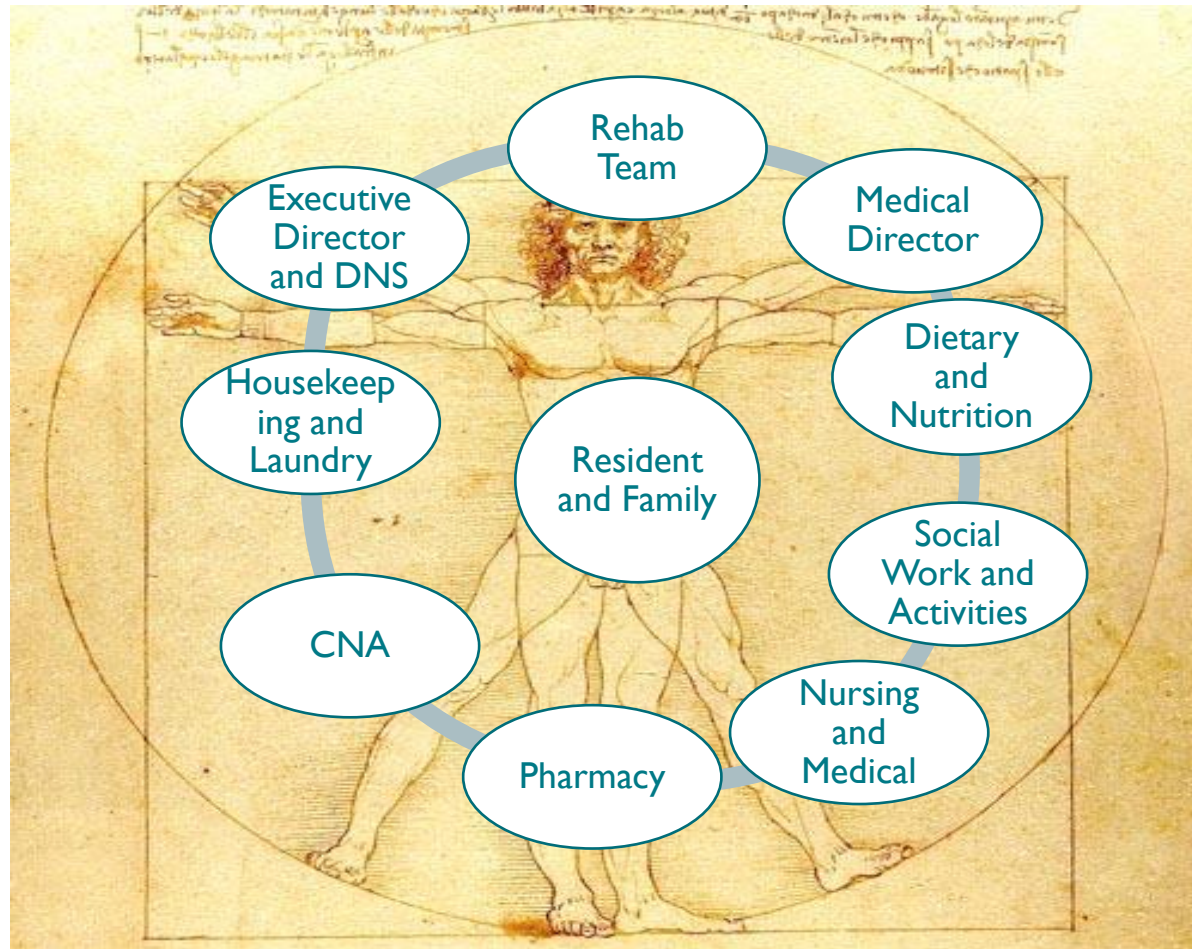 Rehab
Team
Medical
Director
Dietary
and
Nutrition
Social
Work and
Activities
Nursing
and
Medical
Pharmacy
CNA
Housekeep
ing and
Laundry
Executive
Director
and DNS
Resident
and Family